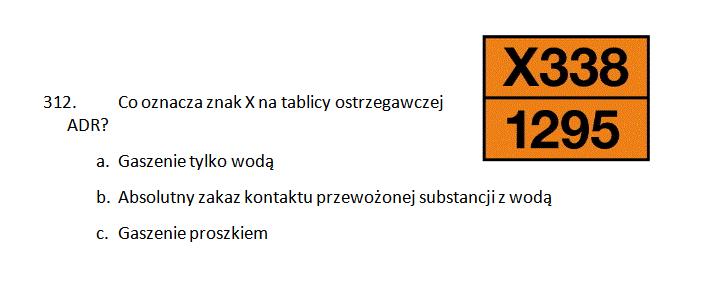 X338
1295
312. Co oznacza znak X na tablicy ostrzegawczej
ADR?
a. Gaszenie tylko wodą
b. Absolutny zakaz kontaktu przewożonej substancji z wodą
c. Gaszenie proszkiem